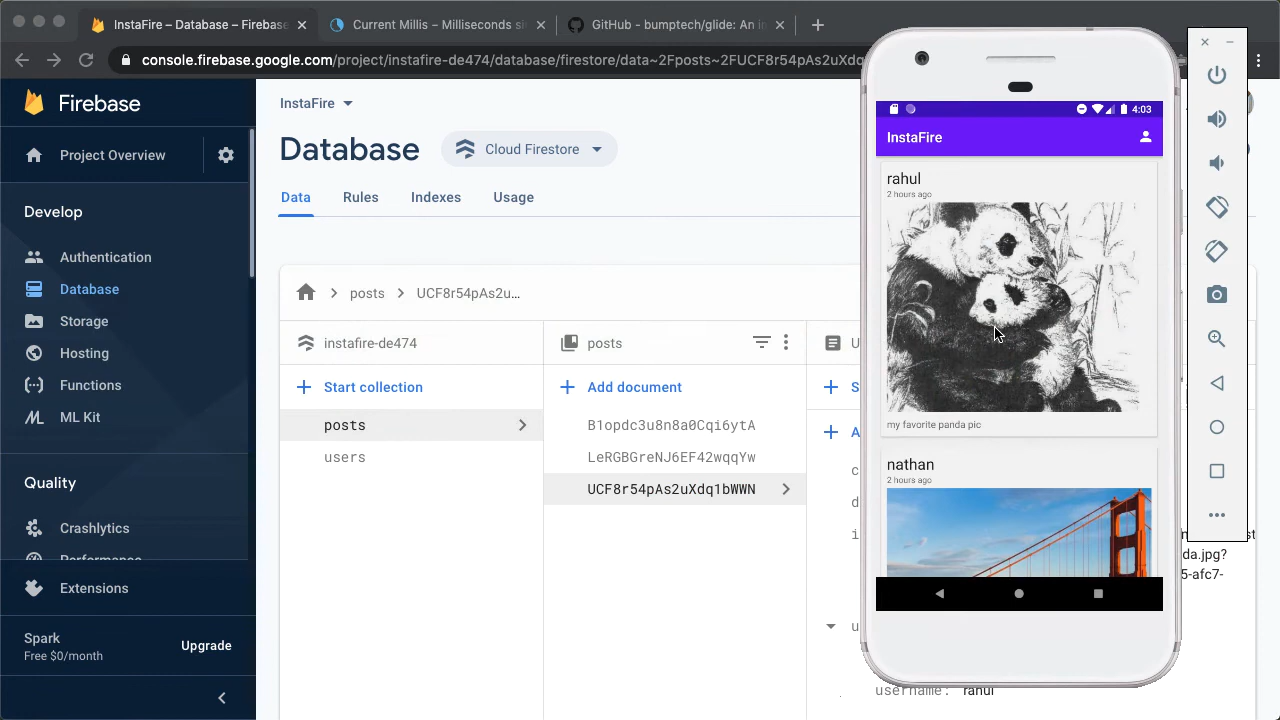 InstaFire – Database – Firebase
Current Millis – Milliseconds si
GitHub - bumptech/glide: An i
console.firebase.google.com/project/instafire-de474/database/firestore/data~2Fposts~2FUCF8r54pAs2uXdq
Firebase
Project Overview
Develop
Authentication
Database
Storage
Hosting
Functions
ML Kit
Quality
Crashlytics
Performance
Extensions
Spark
Free $0/month
Upgrade
InstaFire
Database
Cloud Firestore
Data
Rules
Indexes
Usage
posts
UCF8r54pAs2u...
instafire-de474
posts
Start collection
Add document
posts
users
B1opdc3u8n8a0Cqi6ytA
LeRGBGreNJ6EF42wqqYw
UCF8r54pAs2uXdq1bWWN
U
S
A
c
d
i
da.jpg?
5-afc7-
u
username: rahul
4:03
InstaFire
rahul
2 hours ago
my favorite panda pic
nathan
2 hours ago